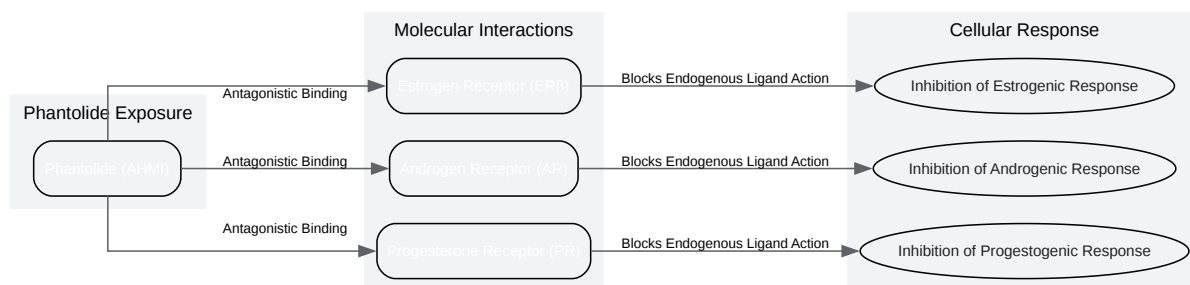 Molecular Interactions
Cellular Response
Phantolide Exposure
Phantolide (AHMI)
Antagonistic Binding
Estrogen Receptor (ERβ)
Blocks Endogenous Ligand Action
Inhibition of Estrogenic Response
Antagonistic Binding
Androgen Receptor (AR)
Blocks Endogenous Ligand Action
Inhibition of Androgenic Response
Antagonistic Binding
Progesterone Receptor (PR)
Blocks Endogenous Ligand Action
Inhibition of Progestogenic Response